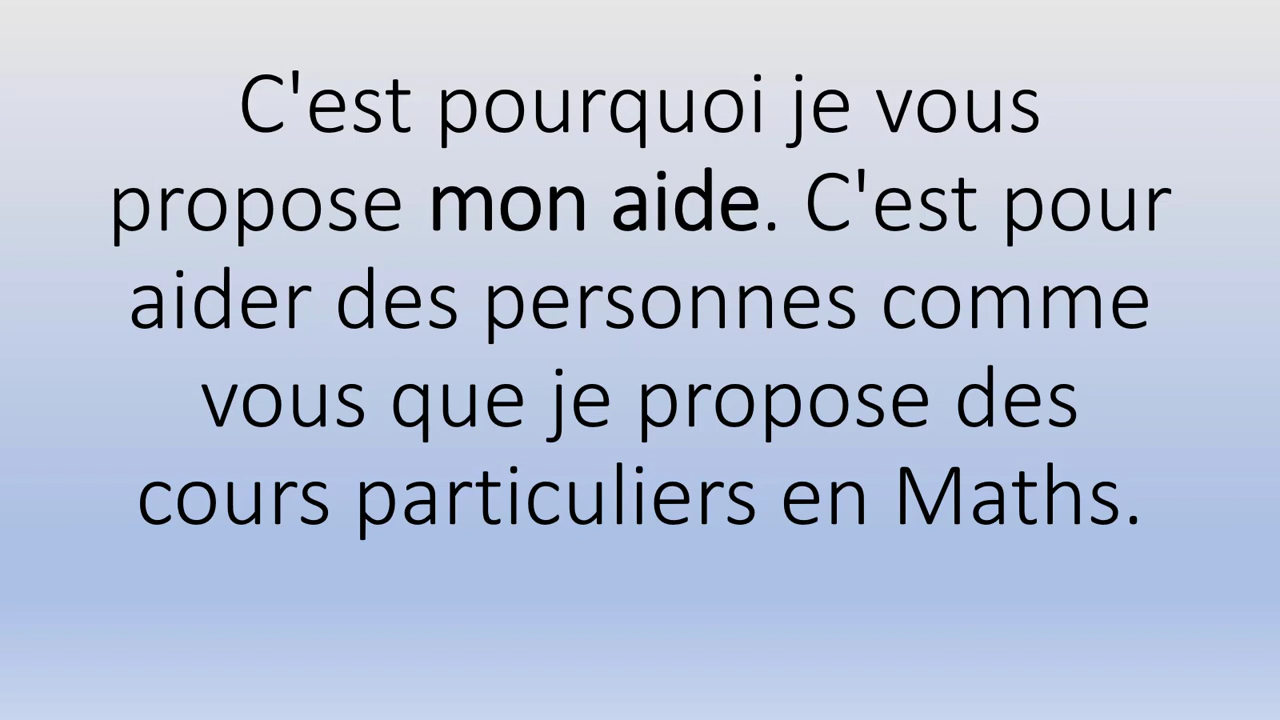 C'est pourquoi je vous
propose mon aide. C'est pour
aider des personnes comme
vous que je propose des
cours particuliers en Maths.